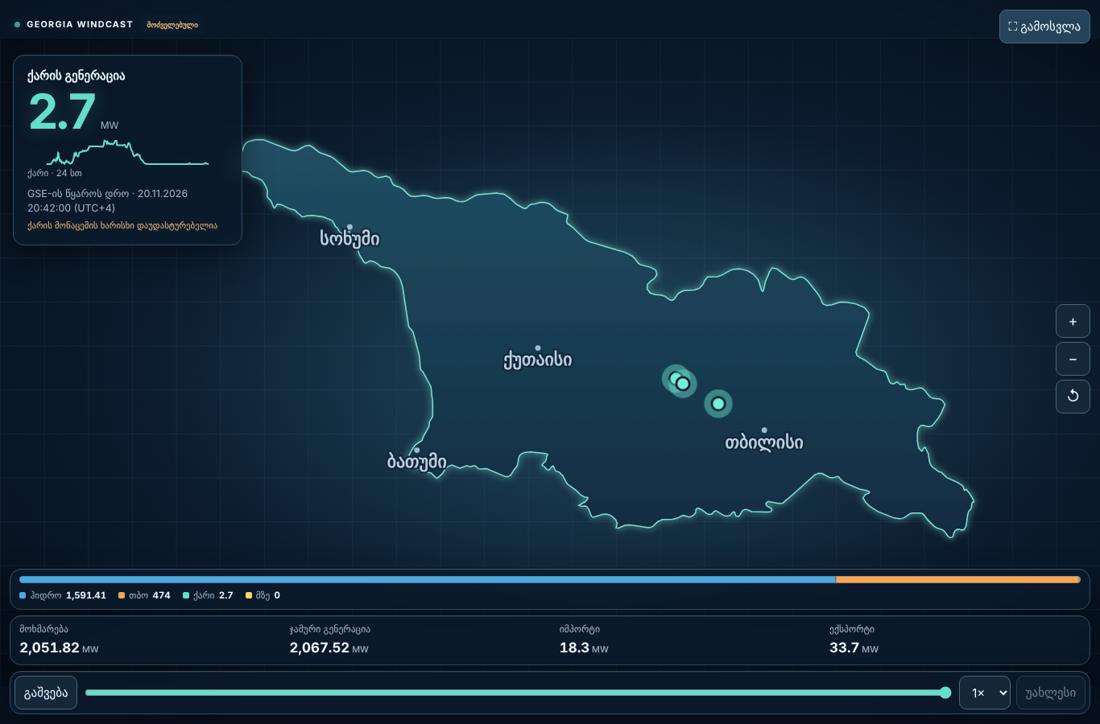 GEORGIA WINDCAST მოძველებული
გამოსვლა
ქარის გენერაცია
2.7 MW
ქარი · 24 სთ
GSE-ის წყაროს დრო · 20.11.2026
20:42:00 (UTC+4)
ქარის მონაცემის ხარისხი დაუდასტურებელია
სოხუმი
ქუთაისი
თბილისი
ბათუმი
+
−
ჰიდრო 1,591.41 თბო 474 ქარი 2.7 მზე 0
მოხმარება ჯამური გენერაცია იმპორტი ექსპორტი
2,051.82 MW 2,067.52 MW 18.3 MW 33.7 MW
გაშვება 1× უახლესი